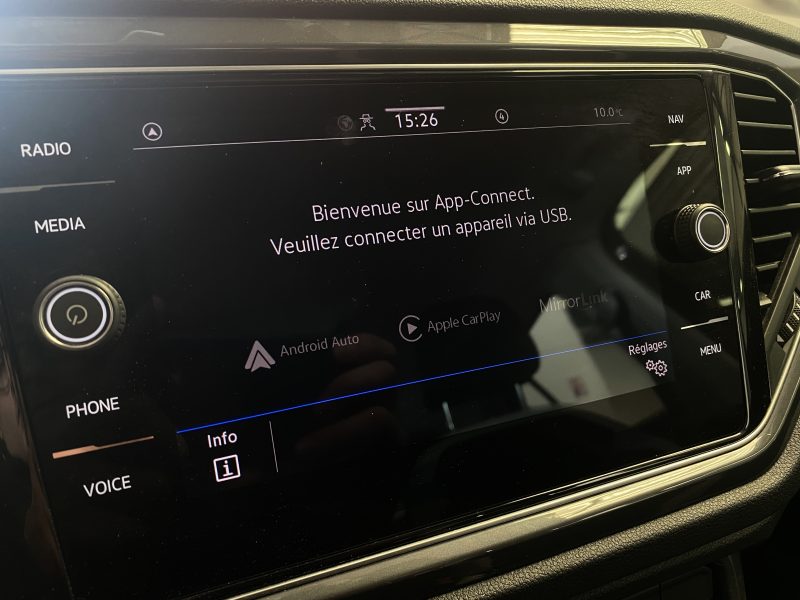 RADIO
MEDIA
PHONE
VOICE
15:26
4
10.0°C
Bienvenue sur App-Connect.
Veuillez connecter un appareil via USB.
Android Auto
Apple CarPlay
MirrorLink
Réglages
Info
i
NAV
APP
CAR
MENU